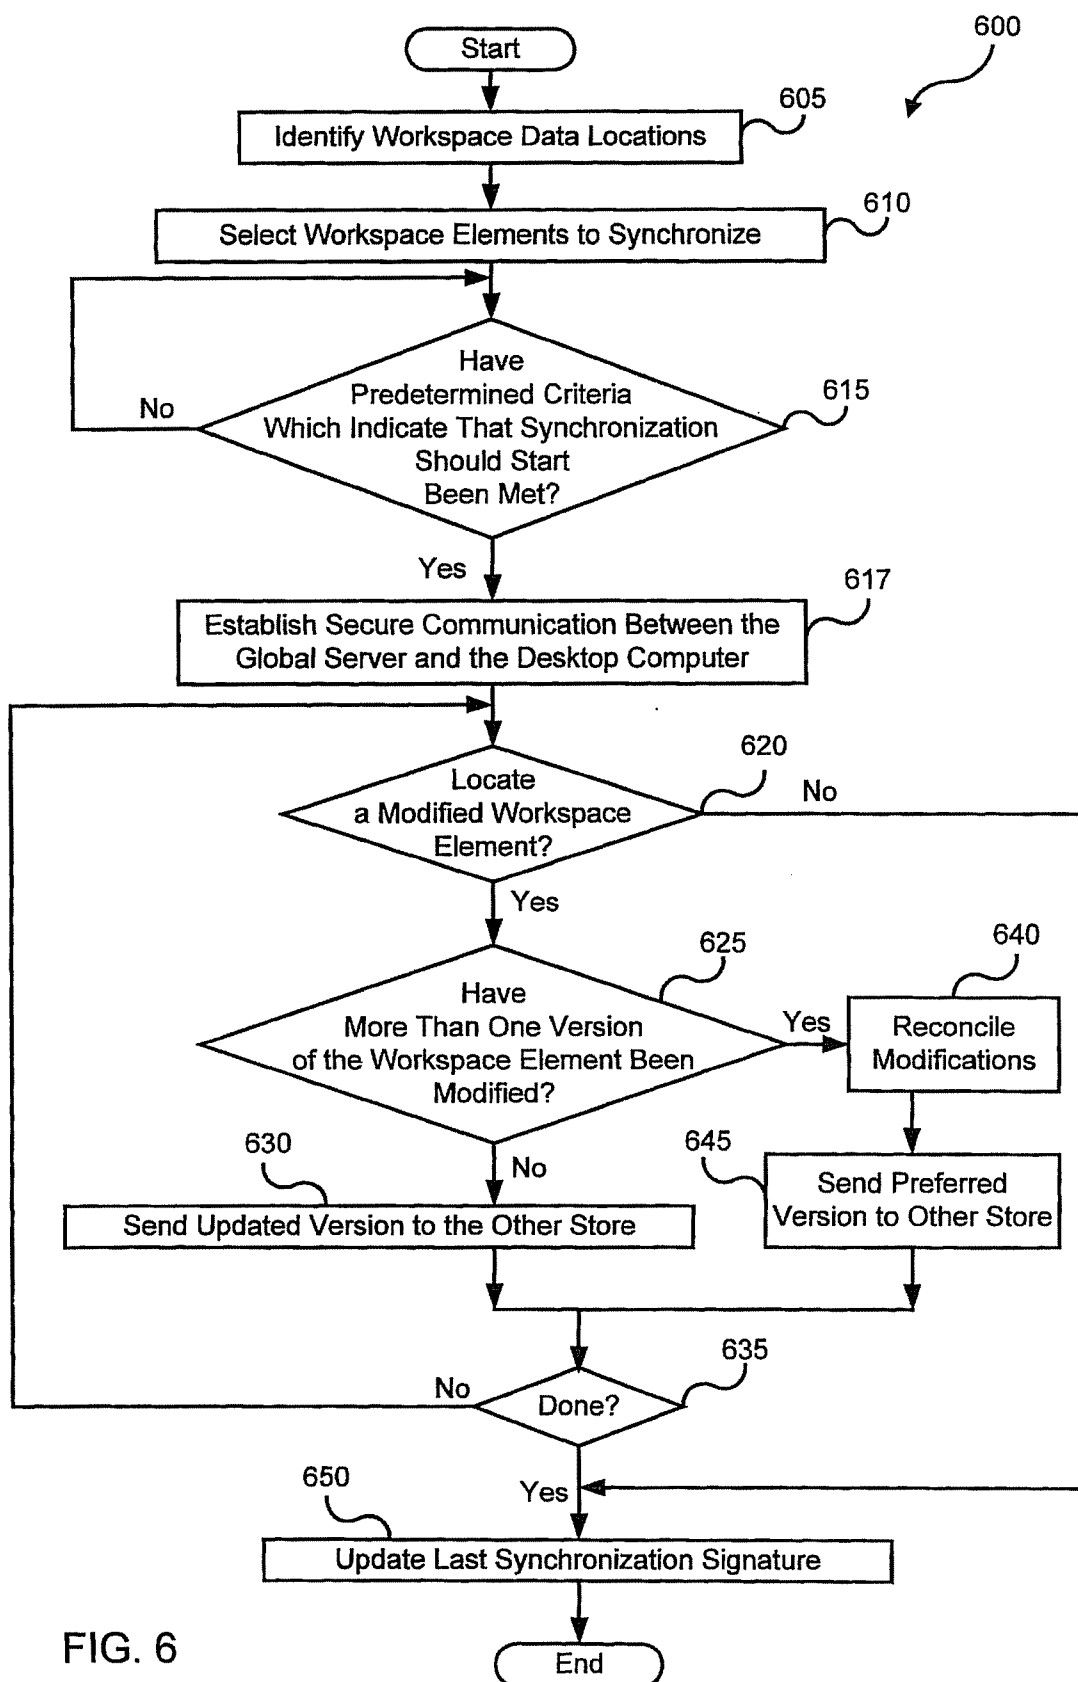 600
Start
605
Identify Workspace Data Locations
610
Select Workspace Elements to Synchronize
Have
Predetermined Criteria
Which Indicate That Synchronization
Should Start
Been Met?
615
No
Yes
617
Establish Secure Communication Between the
Global Server and the Desktop Computer
620
Locate
a Modified Workspace
Element?
No
Yes
625
Have
More Than One Version
of the Workspace Element Been
Modified?
Yes
640
Reconcile
Modifications
No
630
Send Updated Version to the Other Store
645
Send Preferred
Version to Other Store
635
Done?
No
Yes
650
Update Last Synchronization Signature
End
FIG. 6